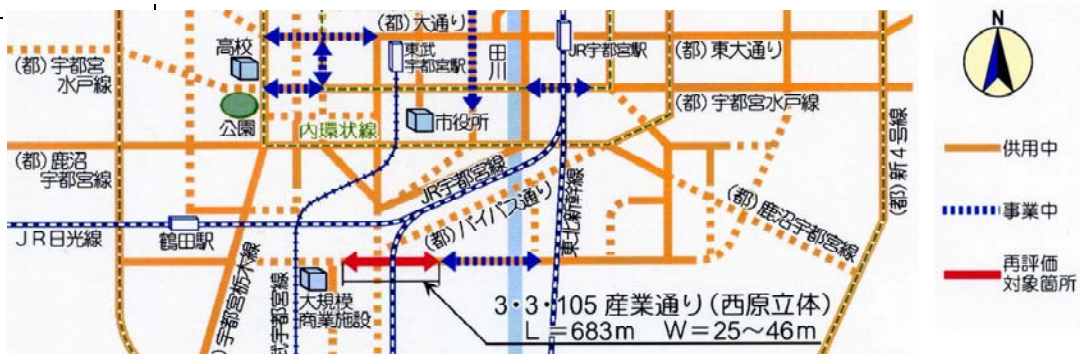 (都)大通り
高校
東武
宇都宮駅
田川
JR宇都宮駅
(都)東大通り
(都)宇都宮
水戸線
公園
市役所
(都)宇都宮水戸線
内環状線
(都)鹿沼
宇都宮線
JR宇都宮線
(都)バイパス通り
東北新幹線
(都)鹿沼宇都宮線
(都)新4号線
JR日光線
鶴田駅
)宇都宮栃木線
武宇都宮線
大規模
商業施設
3・3・105 産業通り(西原立体)
L=683m W=25~46m
N
供用中
事業中
再評価
対象箇所